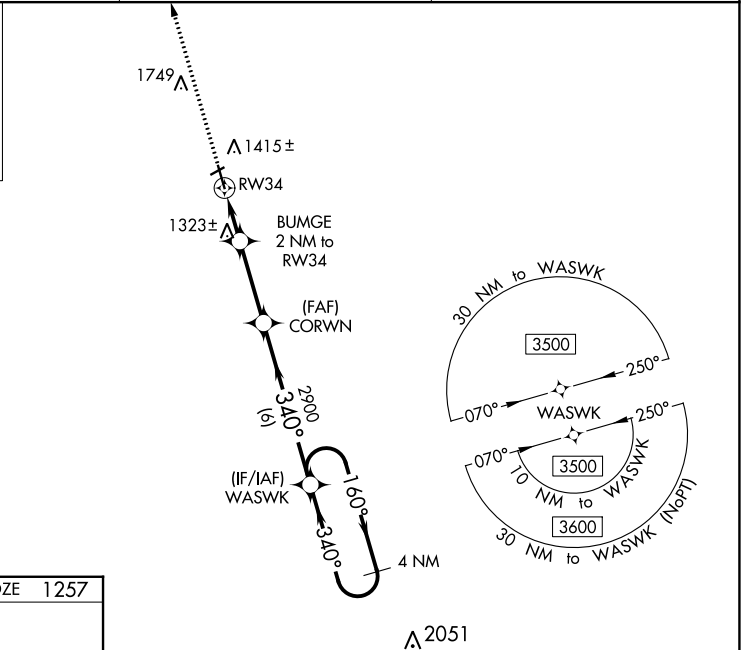 1749
1415±
RW34
1323±
BUMGE
2 NM to
RW34
(FAF)
CORWN
2900
340°
(6)
(IF/IAF)
WASWK
160°
340°
4 NM
2051
30 NM to WASWK
3500
250°
070°
WASWK
250°
070°
3500
10 NM to WASWK
3600
30 NM to WASWK (NoPT)
1257